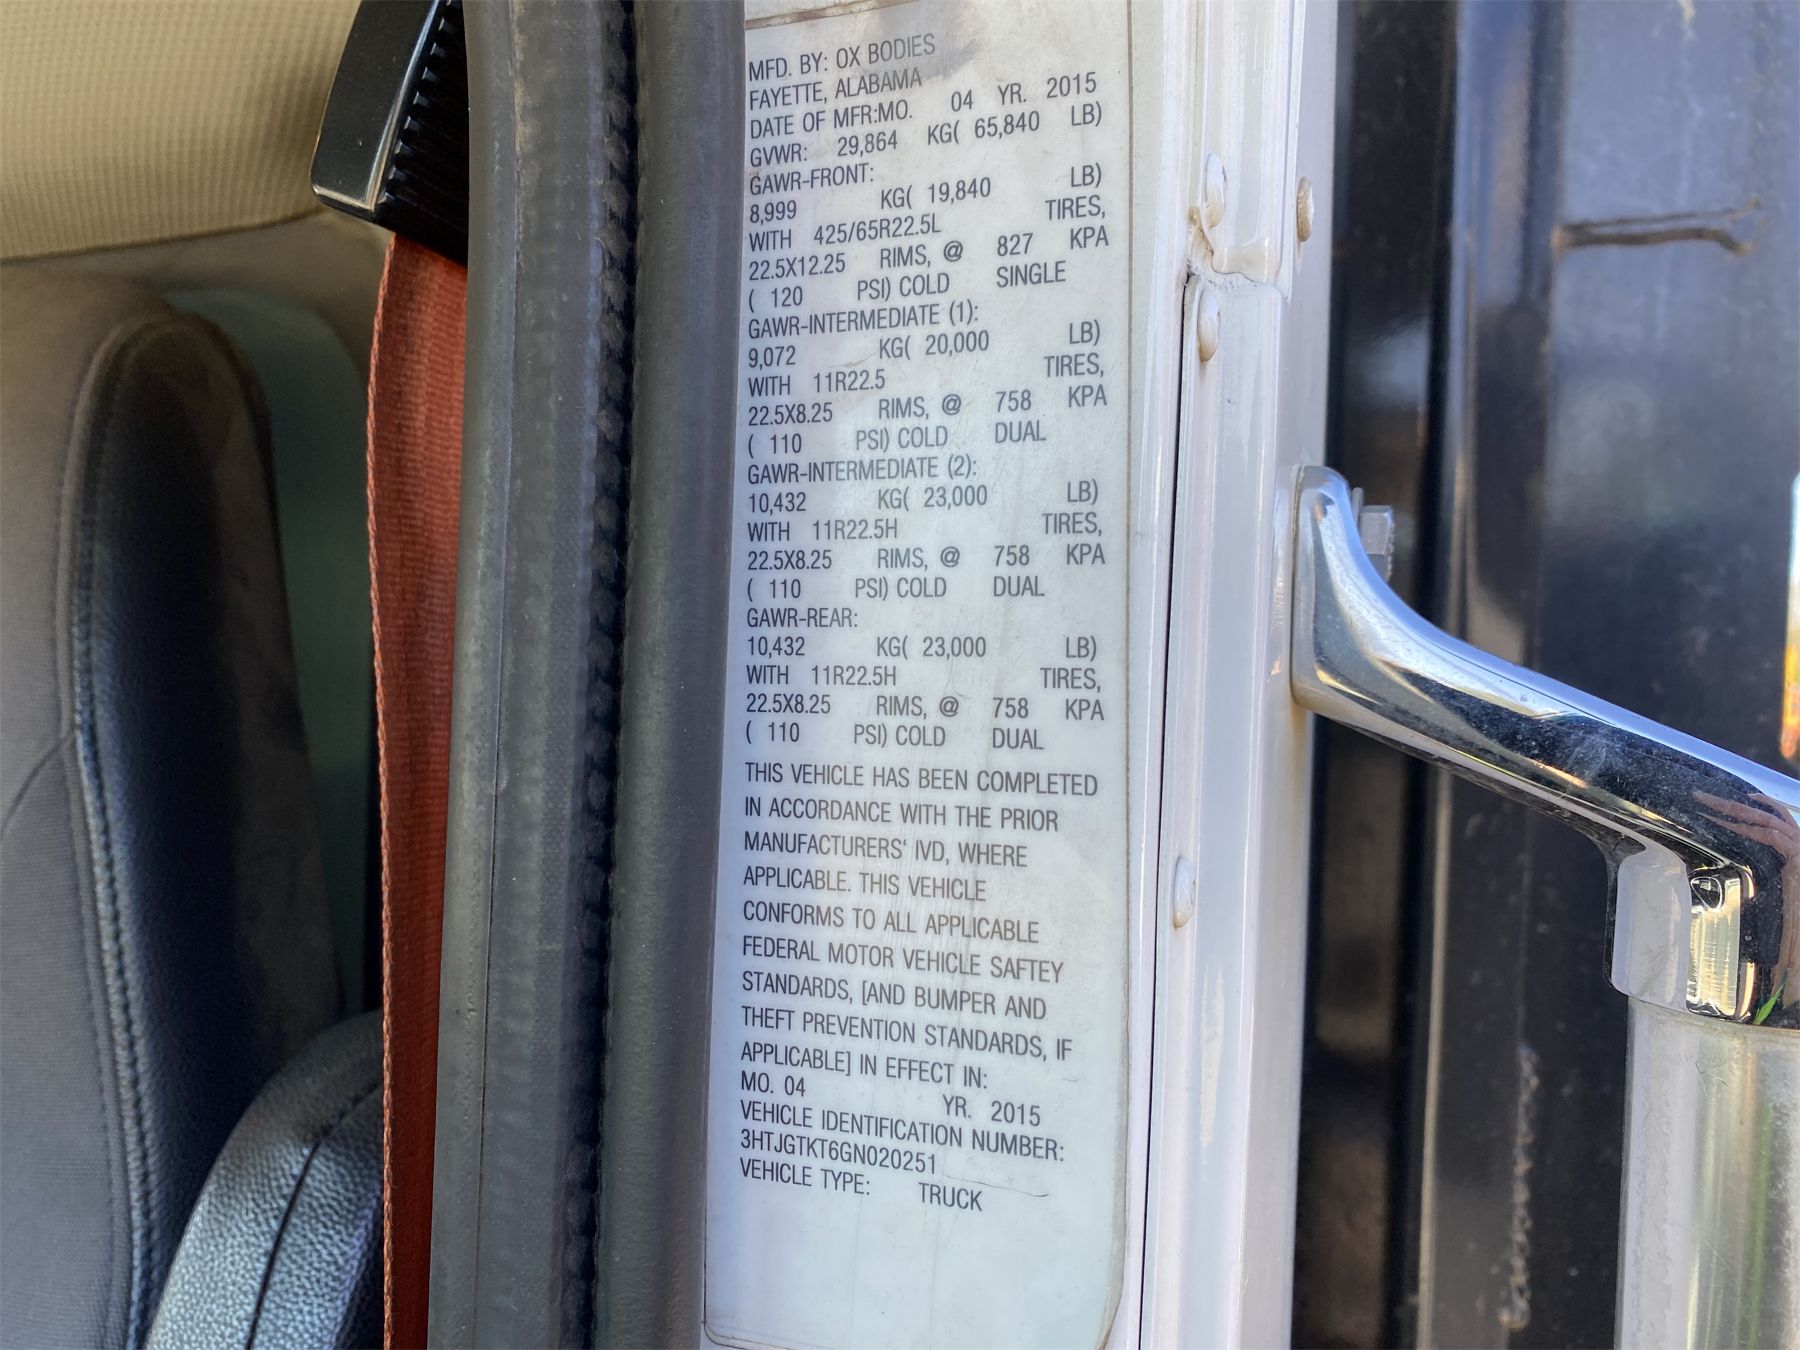 MFD. BY: OX BODIES
FAYETTE, ALABAMA
DATE OF MFR:MO. 04 YR. 2015
GVWR: 29,864 KG( 65,840 LB)
GAWR-FRONT:
8,999 KG( 19,840 LB)
WITH 425/65R22.5L TIRES,
22.5X12.25 RIMS, @ 827 KPA
( 120 PSI) COLD SINGLE
GAWR-INTERMEDIATE (1):
9,072 KG( 20,000 LB)
WITH 11R22.5 TIRES,
22.5X8.25 RIMS, @ 758 KPA
( 110 PSI) COLD DUAL
GAWR-INTERMEDIATE (2):
10,432 KG( 23,000 LB)
WITH 11R22.5H TIRES,
22.5X8.25 RIMS, @ 758 KPA
( 110 PSI) COLD DUAL
GAWR-REAR:
10,432 KG( 23,000 LB)
WITH 11R22.5H TIRES,
22.5X8.25 RIMS, @ 758 KPA
( 110 PSI) COLD DUAL
THIS VEHICLE HAS BEEN COMPLETED
IN ACCORDANCE WITH THE PRIOR
MANUFACTURERS' IVD, WHERE
APPLICABLE. THIS VEHICLE
CONFORMS TO ALL APPLICABLE
FEDERAL MOTOR VEHICLE SAFTEY
STANDARDS, [AND BUMPER AND
THEFT PREVENTION STANDARDS, IF
APPLICABLE] IN EFFECT IN:
MO. 04 YR. 2015
VEHICLE IDENTIFICATION NUMBER:
3HTJGTKT6GN020251
VEHICLE TYPE: TRUCK